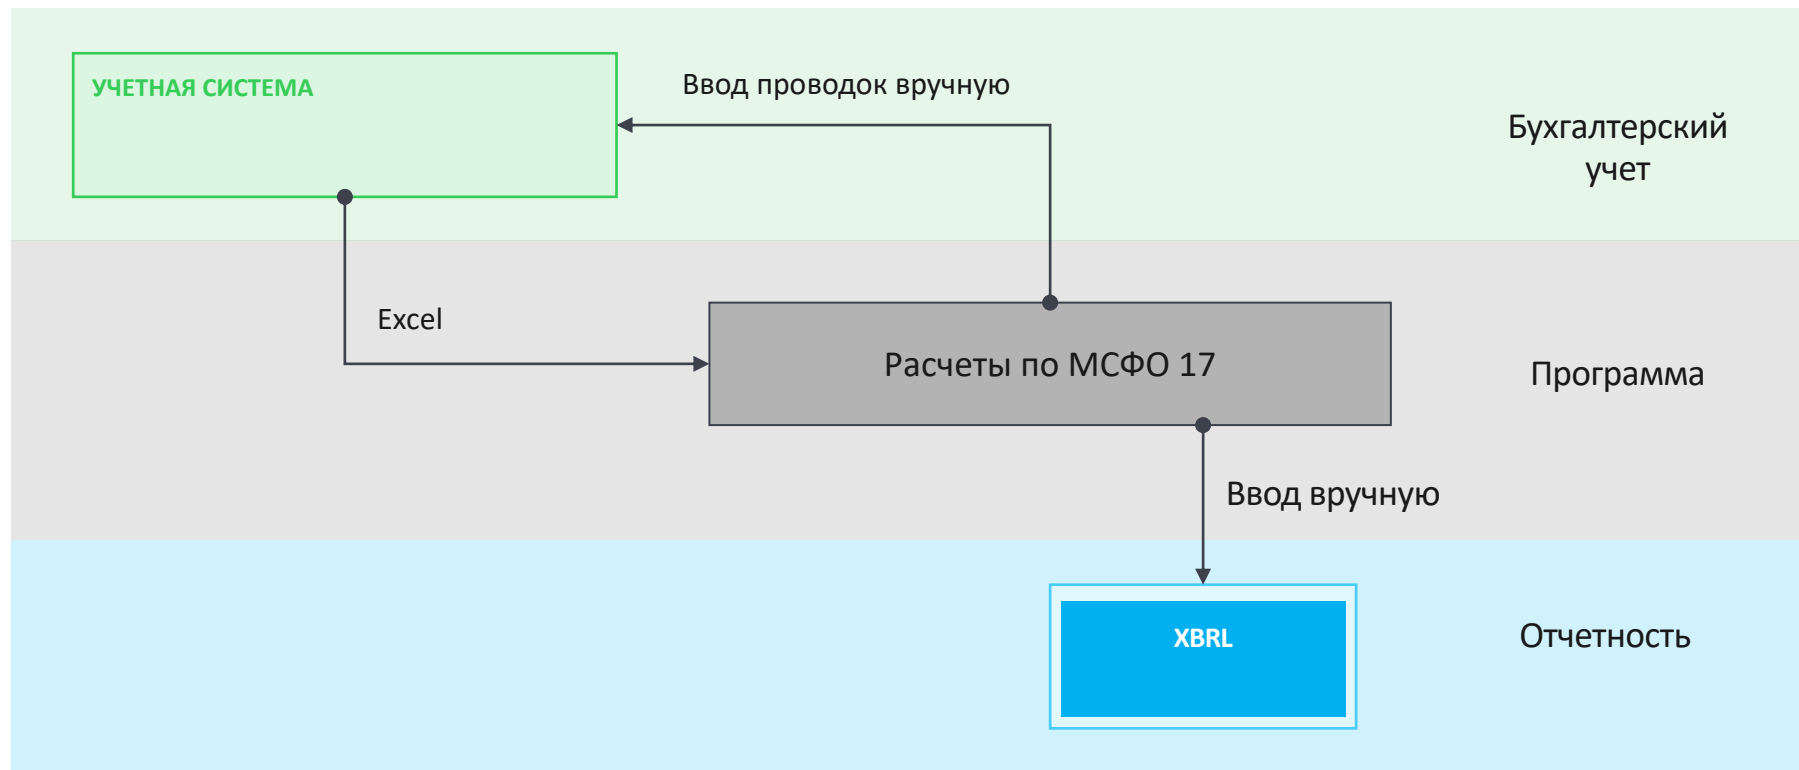 УЧЕТНАЯ СИСТЕМА
Ввод проводок вручную
Бухгалтерский
учет
Excel
Расчеты по МСФО 17
Программа
Ввод вручную
XBRL
Отчетность